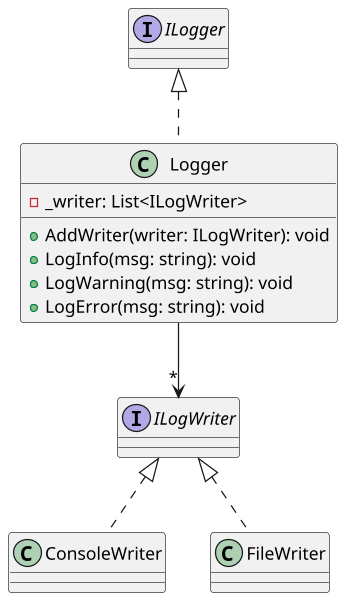 I ILogger
C Logger
_writer: List<ILogWriter>
AddWriter(writer: ILogWriter): void
LogInfo(msg: string): void
LogWarning(msg: string): void
LogError(msg: string): void
*
I ILogWriter
C ConsoleWriter
C FileWriter